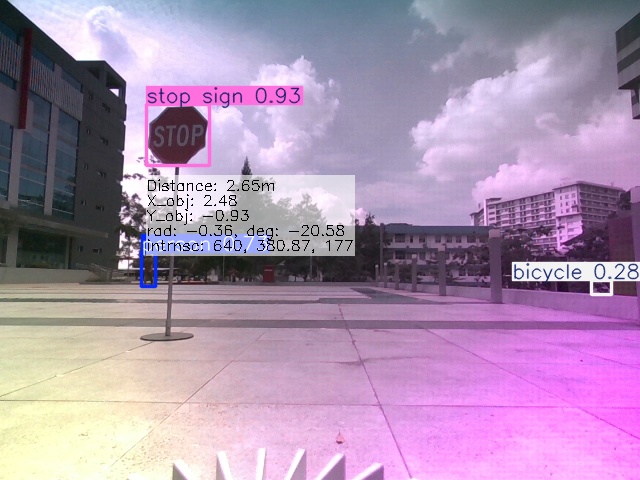 stop sign 0.93
STOP
Distance: 2.65m
X_obj: 2.48
Y_obj: -0.93
rad: -0.36, deg: -20.58
intrnsc: 640, 380.87, 177
bicycle 0.28